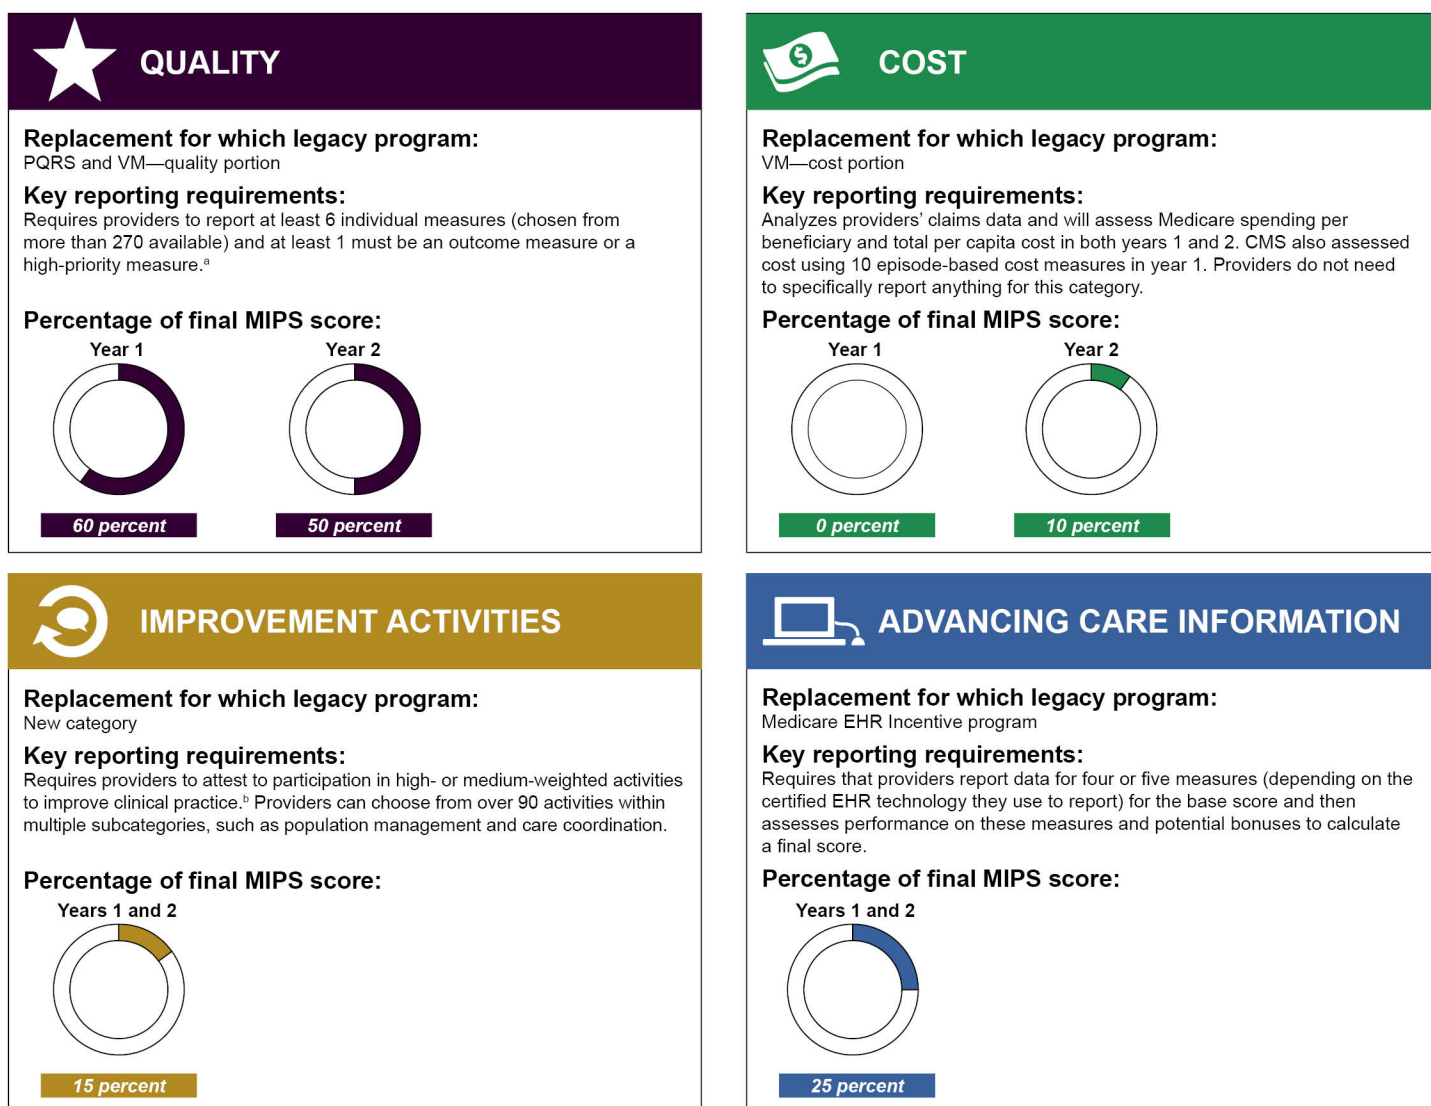 QUALITY
Replacement for which legacy program:
PQRS and VM—quality portion
Key reporting requirements:
Requires providers to report at least 6 individual measures (chosen from
more than 270 available) and at least 1 must be an outcome measure or a
high-priority measure.ᵃ
Percentage of final MIPS score:
Year 1 Year 2
60 percent 50 percent
COST
Replacement for which legacy program:
VM—cost portion
Key reporting requirements:
Analyzes providers’ claims data and will assess Medicare spending per
beneficiary and total per capita cost in both years 1 and 2. CMS also assessed
cost using 10 episode-based cost measures in year 1. Providers do not need
to specifically report anything for this category.
Percentage of final MIPS score:
Year 1 Year 2
0 percent 10 percent
IMPROVEMENT ACTIVITIES
Replacement for which legacy program:
New category
Key reporting requirements:
Requires providers to attest to participation in high- or medium-weighted activities
to improve clinical practice.ᵇ Providers can choose from over 90 activities within
multiple subcategories, such as population management and care coordination.
Percentage of final MIPS score:
Years 1 and 2
15 percent
ADVANCING CARE INFORMATION
Replacement for which legacy program:
Medicare EHR Incentive program
Key reporting requirements:
Requires that providers report data for four or five measures (depending on the
certified EHR technology they use to report) for the base score and then
assesses performance on these measures and potential bonuses to calculate
a final score.
Percentage of final MIPS score:
Years 1 and 2
25 percent